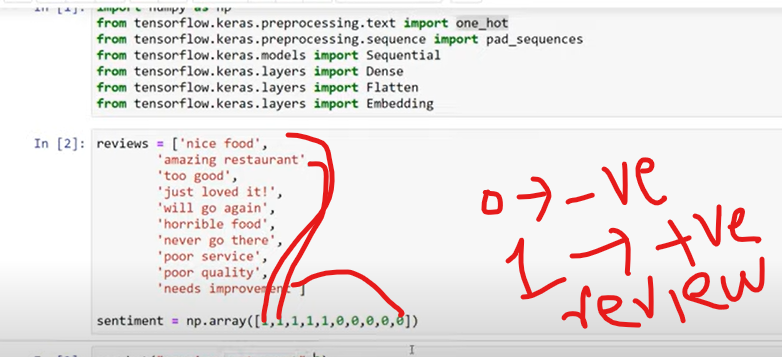 In [1]: import numpy as np
from tensorflow.keras.preprocessing.text import one_hot
from tensorflow.keras.preprocessing.sequence import pad_sequences
from tensorflow.keras.models import Sequential
from tensorflow.keras.layers import Dense
from tensorflow.keras.layers import Flatten
from tensorflow.keras.layers import Embedding
In [2]: reviews = ['nice food',
'amazing restaurant',
'too good',
'just loved it!',
'will go again',
'horrible food',
'never go there',
'poor service',
'poor quality',
'needs improvement']
sentiment = np.array([1,1,1,1,1,0,0,0,0,0])
0 → -ve
1 → +ve
review